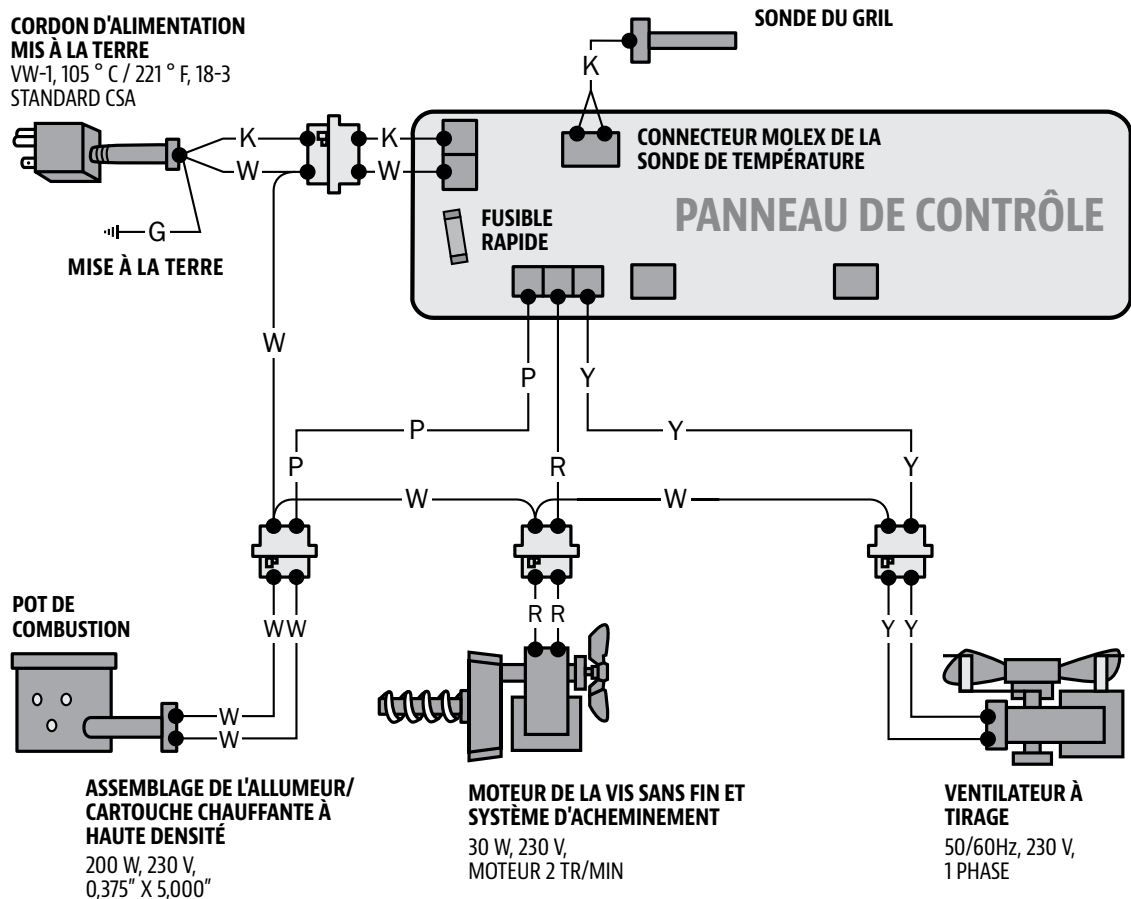 CORDON D'ALIMENTATION
MIS À LA TERRE
VW-1, 105 ° C / 221 ° F, 18-3
STANDARD CSA
SONDE DU GRIL
K
CONNECTEUR MOLEX DE LA
SONDE DE TEMPÉRATURE
PANNEAU DE CONTRÔLE
K
K
W
W
FUSIBLE
RAPIDE
G
MISE À LA TERRE
W
P
Y
P
Y
P
R
Y
W
W
POT DE
COMBUSTION
W W
R R
Y Y
W
W
ASSEMBLAGE DE L'ALLUMEUR/
CARTOUCHE CHAUFFANTE À
HAUTE DENSITÉ
200 W, 230 V,
0,375" X 5,000"
MOTEUR DE LA VIS SANS FIN ET
SYSTÈME D'ACHEMINEMENT
30 W, 230 V,
MOTEUR 2 TR/MIN
VENTILATEUR À
TIRAGE
50/60Hz, 230 V,
1 PHASE